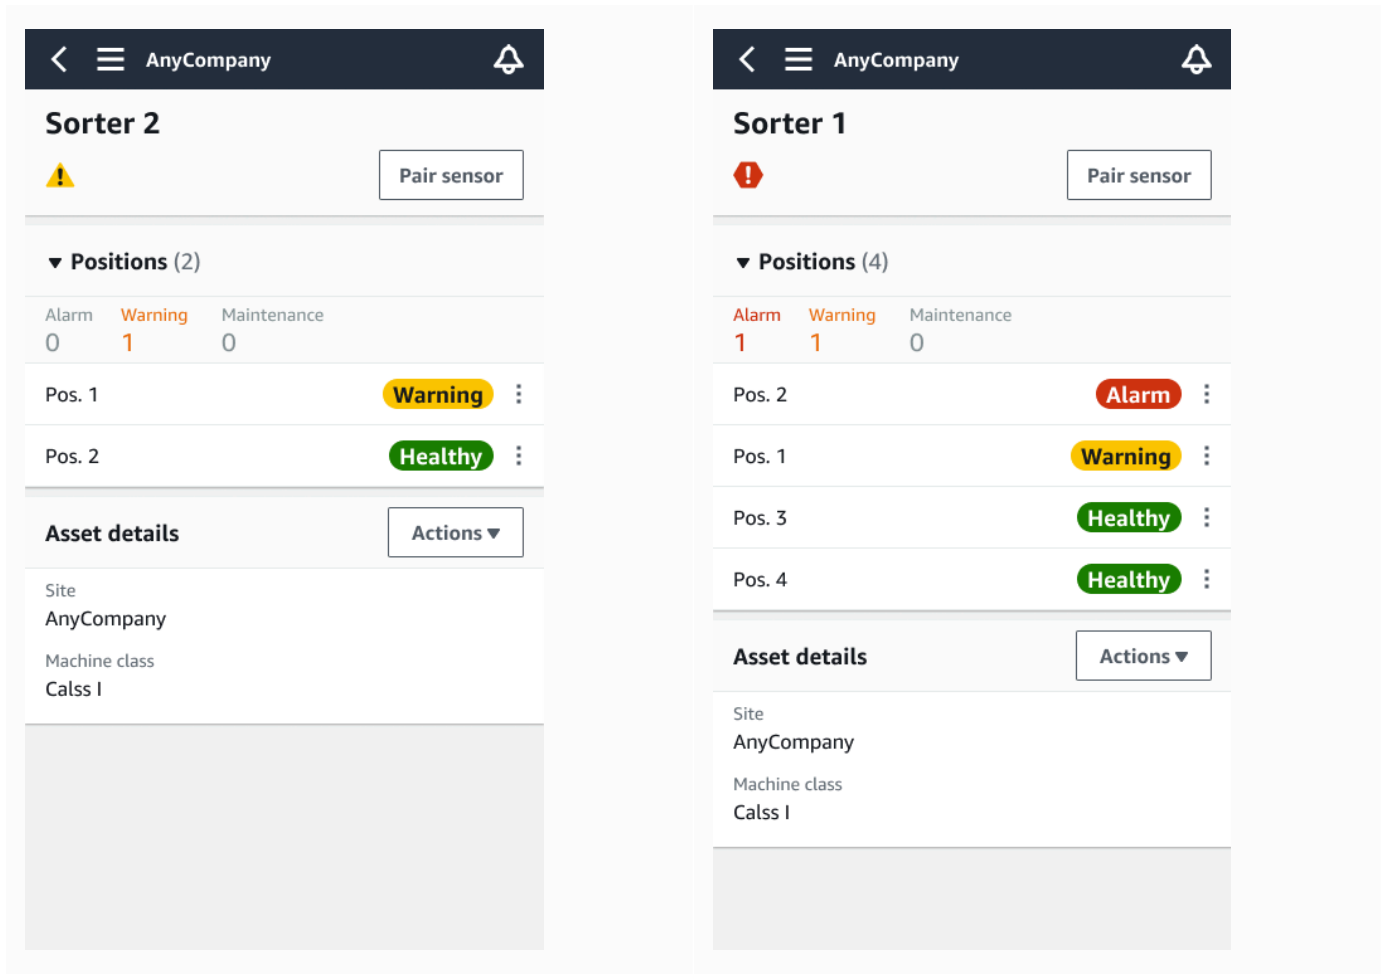 AnyCompany
Sorter 2
Pair sensor
▼ Positions (2)
Alarm Warning Maintenance
0 1 0
Pos. 1 Warning
Pos. 2 Healthy
Asset details Actions ▼
Site
AnyCompany
Machine class
Calss I
AnyCompany
Sorter 1
Pair sensor
▼ Positions (4)
Alarm Warning Maintenance
1 1 0
Pos. 2 Alarm
Pos. 1 Warning
Pos. 3 Healthy
Pos. 4 Healthy
Asset details Actions ▼
Site
AnyCompany
Machine class
Calss I